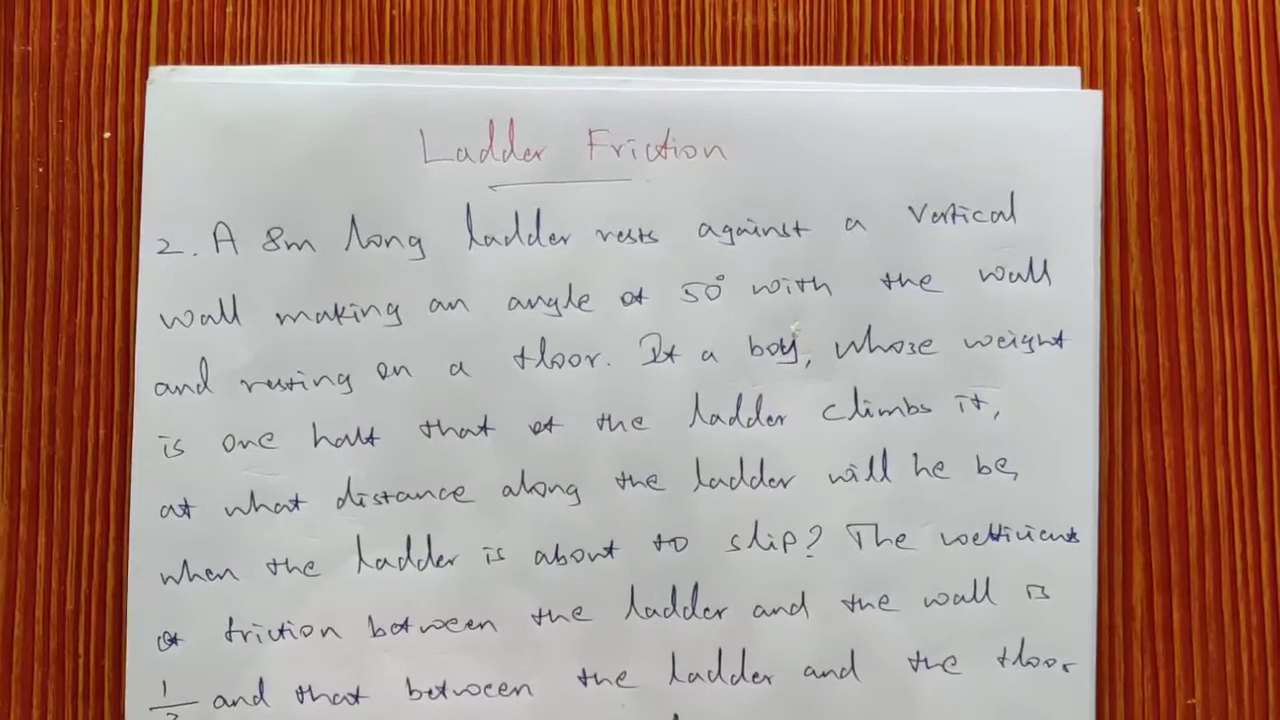 Ladder Friction
2. A 8m long ladder rests against a vertical
wall making an angle of 50° with the wall
and resting on a floor. If a boy, whose weight
is one half that of the ladder climbs it,
at what distance along the ladder will he be,
when the ladder is about to slip? The coefficient
of friction between the ladder and the wall is
and that between the ladder and the floor